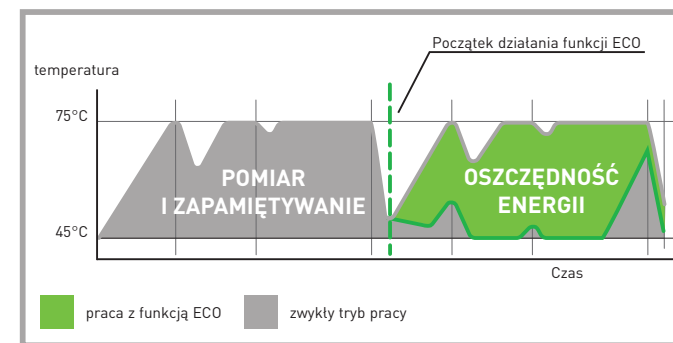 Początek działania funkcji ECO
temperatura
75°C
POMIAR
I ZAPAMIĘTYWANIE
OSZCZĘDNOŚĆ
ENERGII
45°C
Czas
praca z funkcją ECO
zwykły tryb pracy